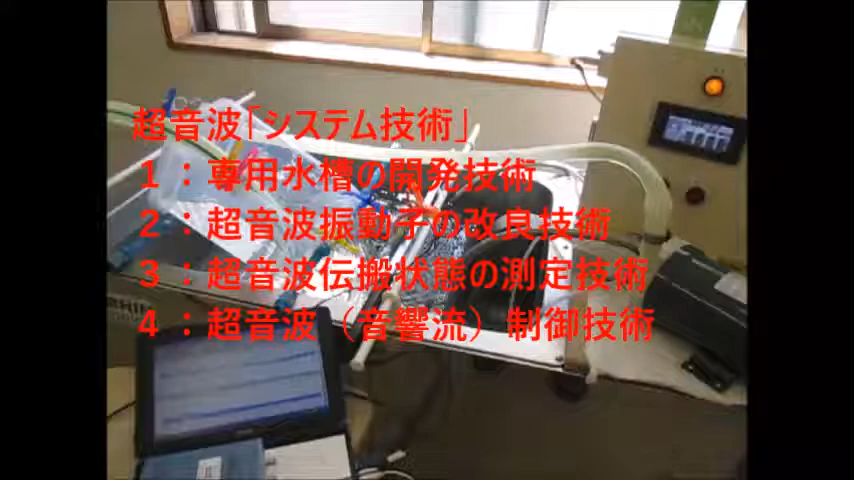 超音波「システム技術」
１：専用水槽の開発技術
２：超音波振動子の改良技術
３：超音波伝搬状態の測定技術
４：超音波（音響流）制御技術